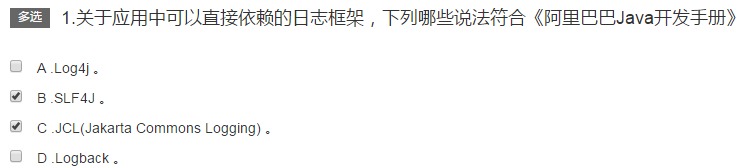 多选 1.关于应用中可以直接依赖的日志框架，下列哪些说法符合《阿里巴巴Java开发手册》
A .Log4j 。
B .SLF4J 。
C .JCL(Jakarta Commons Logging) 。
D .Logback 。